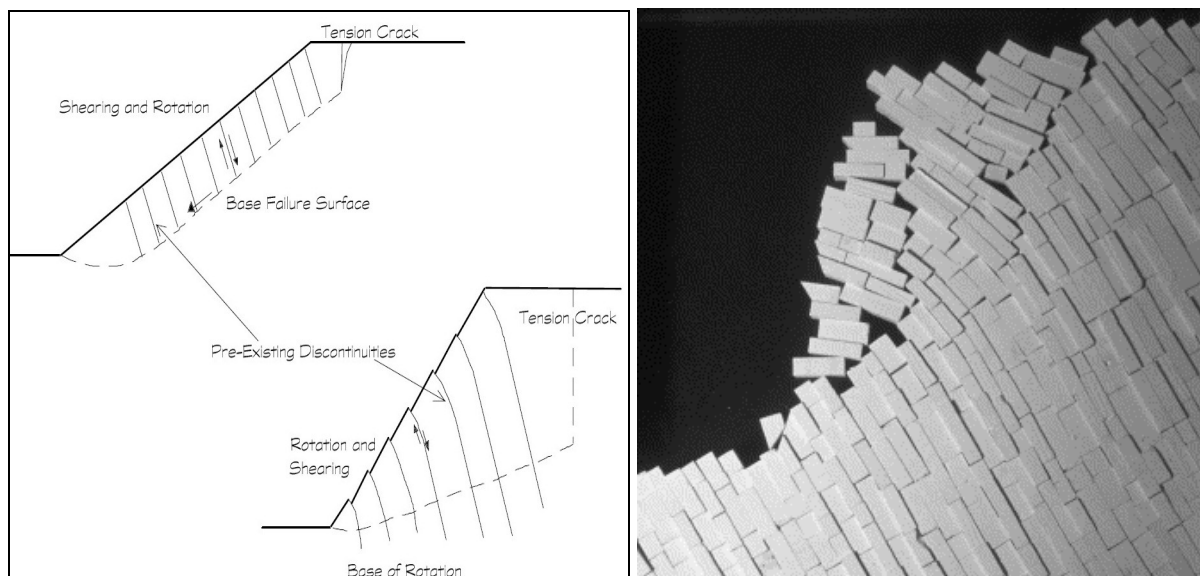 Tension Crack
Shearing and Rotation
Base Failure Surface
Tension Crack
Pre-Existing Discontinuities
Rotation and
Shearing
Base of Rotation